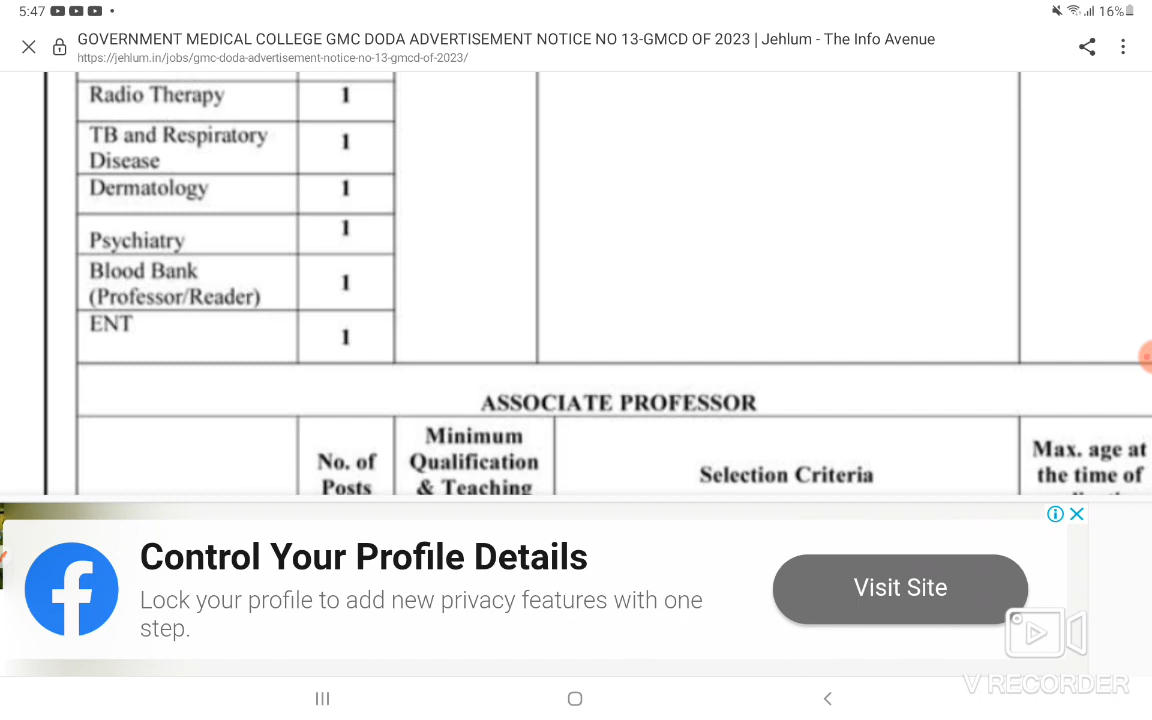 5:47
16%
GOVERNMENT MEDICAL COLLEGE GMC DODA ADVERTISEMENT NOTICE NO 13-GMCD OF 2023 | Jehlum - The Info Avenue
https://jehlum.in/jobs/gmc-doda-advertisement-notice-no-13-gmcd-of-2023/
Radio Therapy 1
TB and Respiratory
Disease 1
Dermatology 1
Psychiatry 1
Blood Bank
(Professor/Reader) 1
ENT 1
ASSOCIATE PROFESSOR
No. of
Posts
Minimum
Qualification
& Teaching
Selection Criteria
Max. age at
the time of
Control Your Profile Details
Lock your profile to add new privacy features with one
step.
Visit Site
V RECORDER